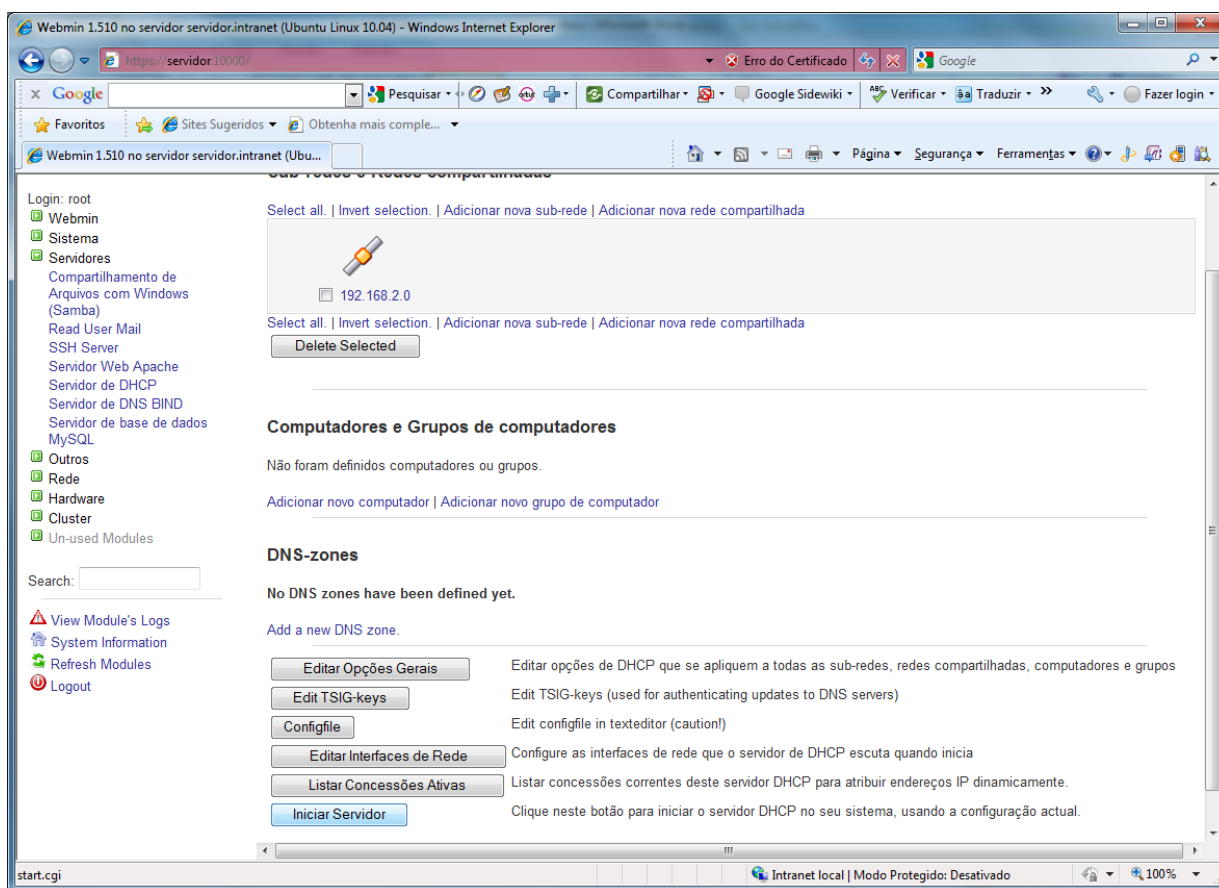 Webmin 1.510 no servidor servidor.intranet (Ubuntu Linux 10.04) - Windows Internet Explorer
https://servidor:10000/
Erro do Certificado
Google
x Google
Pesquisar
Compartilhar
Google Sidewiki
Verificar
Traduzir
Fazer login
Favoritos
Sites Sugeridos
Obtenha mais comple...
Webmin 1.510 no servidor servidor.intranet (Ubu...
Página
Segurança
Ferramentas
Login: root
Webmin
Sistema
Servidores
Compartilhamento de
Arquivos com Windows
(Samba)
Read User Mail
SSH Server
Servidor Web Apache
Servidor de DHCP
Servidor de DNS BIND
Servidor de base de dados
MySQL
Outros
Rede
Hardware
Cluster
Un-used Modules
Search:
View Module's Logs
System Information
Refresh Modules
Logout
Sub-redes e Redes compartilhadas
Select all. | Invert selection. | Adicionar nova sub-rede | Adicionar nova rede compartilhada
192.168.2.0
Select all. | Invert selection. | Adicionar nova sub-rede | Adicionar nova rede compartilhada
Delete Selected
Computadores e Grupos de computadores
Não foram definidos computadores ou grupos.
Adicionar novo computador | Adicionar novo grupo de computador
DNS-zones
No DNS zones have been defined yet.
Add a new DNS zone.
Editar Opções Gerais Editar opções de DHCP que se apliquem a todas as sub-redes, redes compartilhadas, computadores e grupos
Edit TSIG-keys Edit TSIG-keys (used for authenticating updates to DNS servers)
Configfile Edit configfile in texteditor (caution!)
Editar Interfaces de Rede Configure as interfaces de rede que o servidor de DHCP escuta quando inicia
Listar Concessões Ativas Listar concessões correntes deste servidor DHCP para atribuir endereços IP dinamicamente.
Iniciar Servidor Clique neste botão para iniciar o servidor DHCP no seu sistema, usando a configuração actual.
start.cgi
Intranet local | Modo Protegido: Desativado
100%